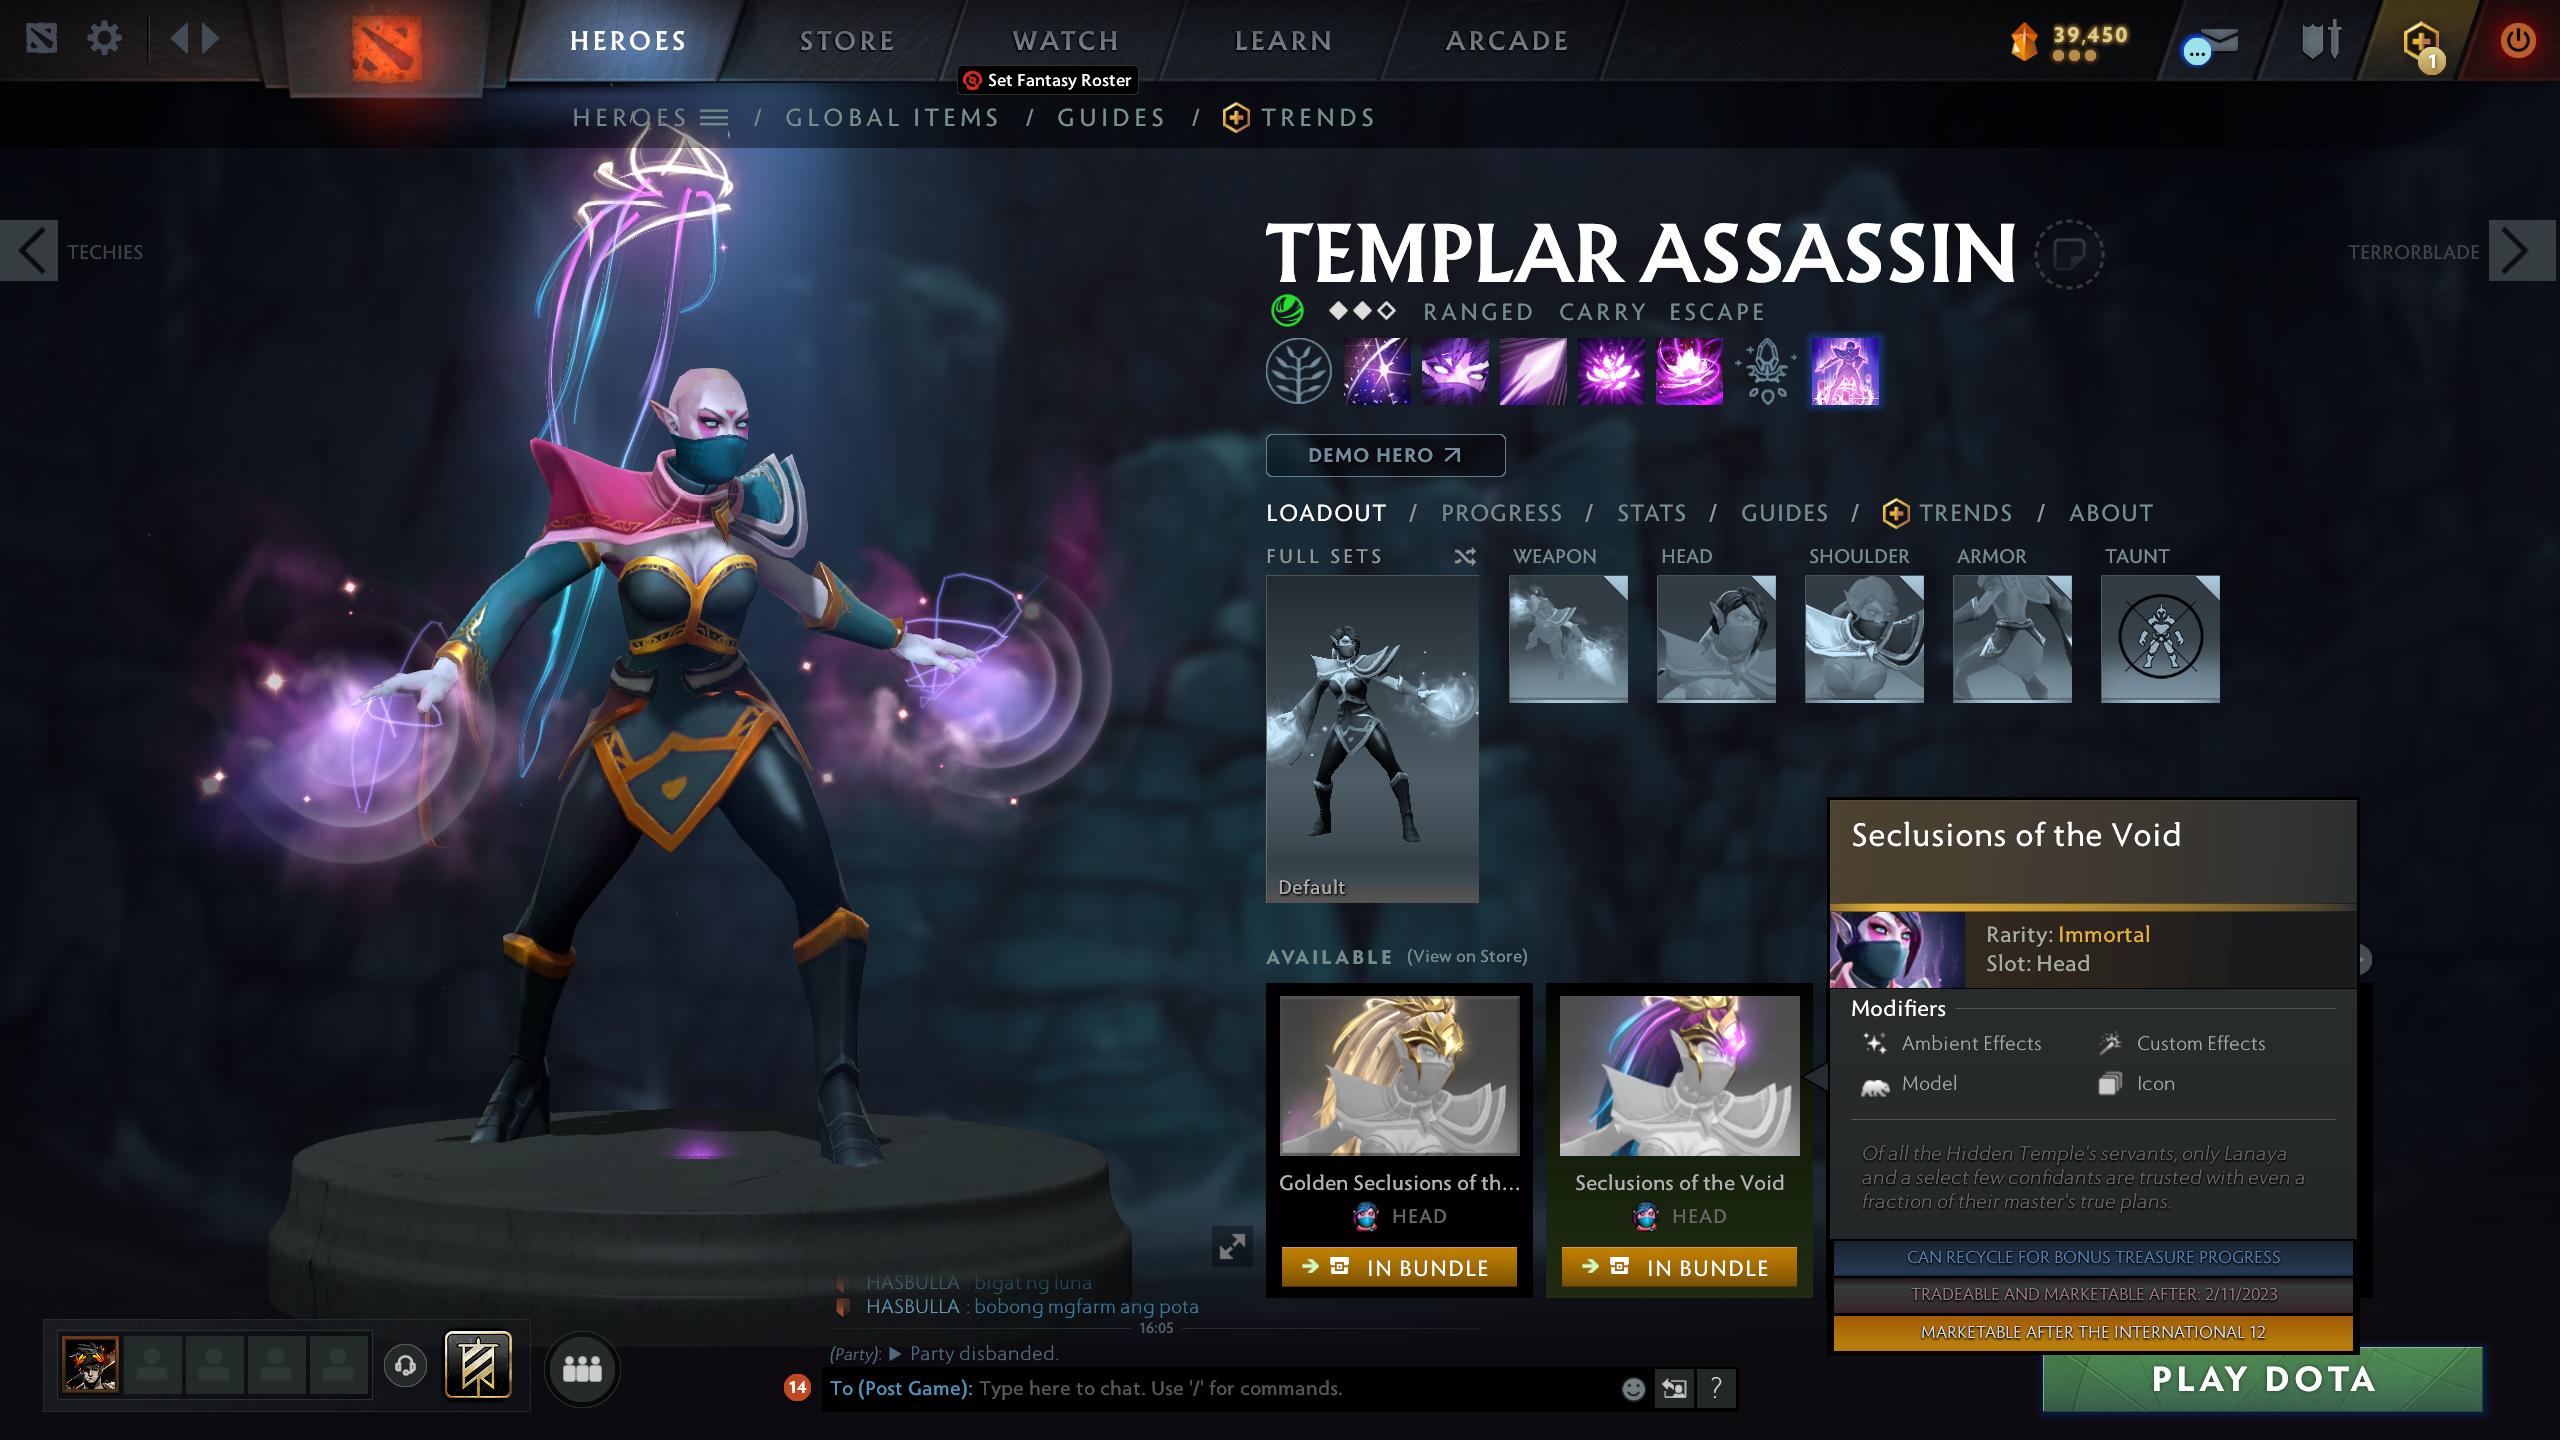 HEROES
STORE
WATCH
LEARN
ARCADE
39,450
1
Set Fantasy Roster
HEROES / GLOBAL ITEMS / GUIDES / TRENDS
TECHIES
TERRORBLADE
TEMPLAR ASSASSIN
RANGED CARRY ESCAPE
DEMO HERO
LOADOUT / PROGRESS / STATS / GUIDES / TRENDS / ABOUT
FULL SETS
WEAPON
HEAD
SHOULDER
ARMOR
TAUNT
Default
AVAILABLE (View on Store)
Golden Seclusions of th...
HEAD
IN BUNDLE
Seclusions of the Void
HEAD
IN BUNDLE
Seclusions of the Void
Rarity: Immortal
Slot: Head
Modifiers
Ambient Effects
Custom Effects
Model
Icon
Of all the Hidden Temple's servants, only Lanaya
and a select few confidants are trusted with even a
fraction of their master's true plans.
CAN RECYCLE FOR BONUS TREASURE PROGRESS
TRADEABLE AND MARKETABLE AFTER: 2/11/2023
MARKETABLE AFTER THE INTERNATIONAL 12
HASBULLA : bigat ng luna
HASBULLA : bobong mgfarm ang pota
16:05
(Party): ▶ Party disbanded.
14
To (Post Game): Type here to chat. Use '/' for commands.
?
PLAY DOTA